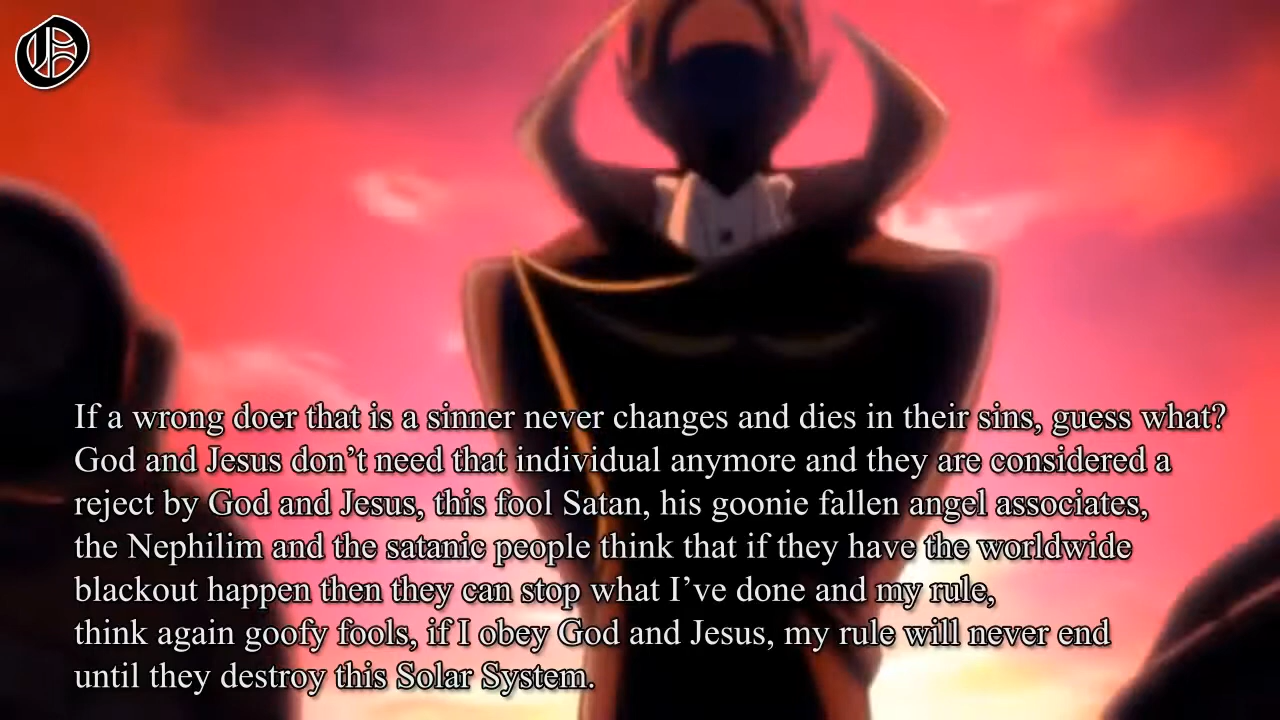 If a wrong doer that is a sinner never changes and dies in their sins, guess what?
God and Jesus don’t need that individual anymore and they are considered a
reject by God and Jesus, this fool Satan, his goonie fallen angel associates,
the Nephilim and the satanic people think that if they have the worldwide
blackout happen then they can stop what I’ve done and my rule,
think again goofy fools, if I obey God and Jesus, my rule will never end
until they destroy this Solar System.